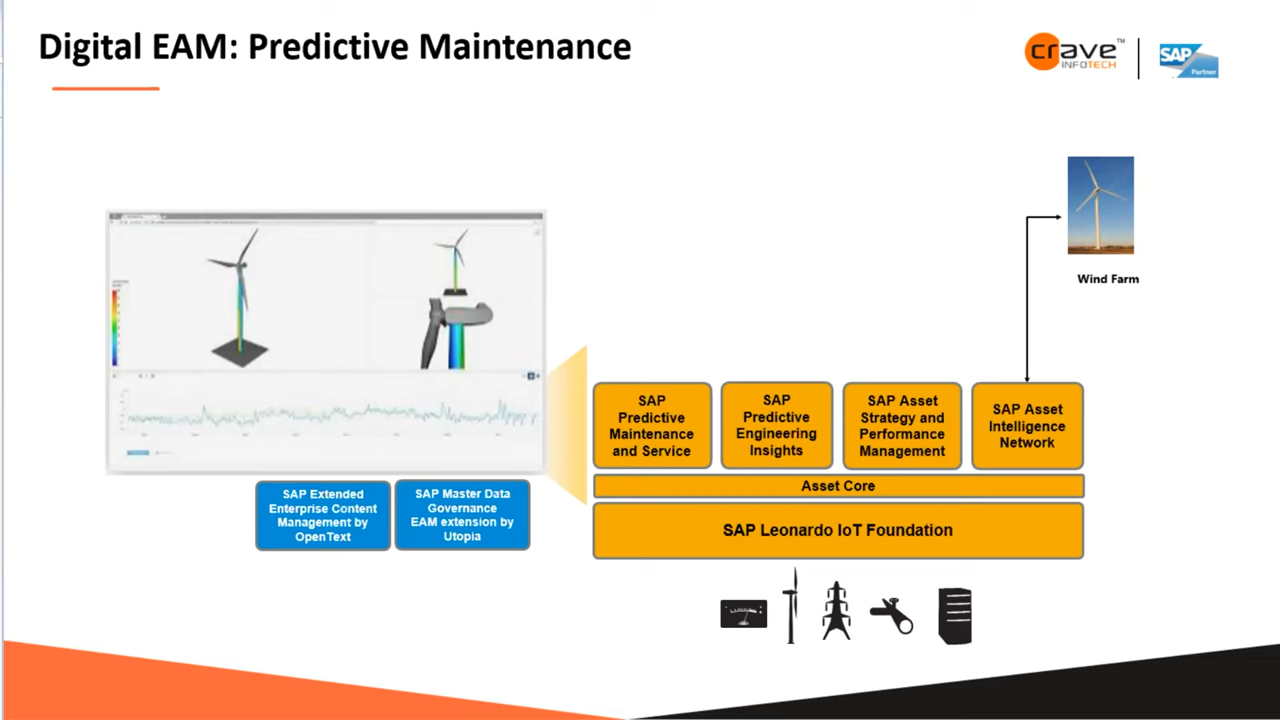 Digital EAM: Predictive Maintenance
crave™
INFOTECH
SAP
Partner
Wind Farm
SAP
Predictive
Maintenance
and Service
SAP
Predictive
Engineering
Insights
SAP Asset
Strategy and
Performance
Management
SAP Asset
Intelligence
Network
Asset Core
SAP Leonardo IoT Foundation
SAP Extended
Enterprise Content
Management by
OpenText
SAP Master Data
Governance
EAM extension by
Utopia